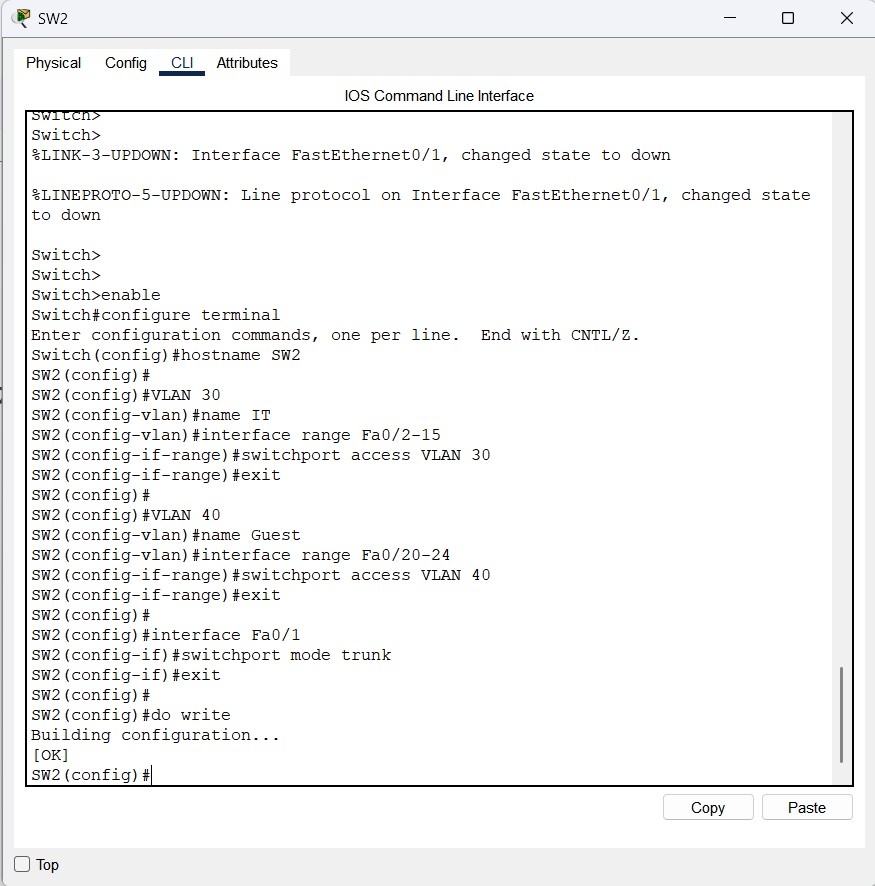 SW2
Physical Config CLI Attributes
IOS Command Line Interface
Switch>
Switch>
%LINK-3-UPDOWN: Interface FastEthernet0/1, changed state to down
%LINEPROTO-5-UPDOWN: Line protocol on Interface FastEthernet0/1, changed state
to down
Switch>
Switch>
Switch>enable
Switch#configure terminal
Enter configuration commands, one per line.  End with CNTL/Z.
Switch(config)#hostname SW2
SW2(config)#
SW2(config)#VLAN 30
SW2(config-vlan)#name IT
SW2(config-vlan)#interface range Fa0/2-15
SW2(config-if-range)#switchport access VLAN 30
SW2(config-if-range)#exit
SW2(config)#
SW2(config)#VLAN 40
SW2(config-vlan)#name Guest
SW2(config-vlan)#interface range Fa0/20-24
SW2(config-if-range)#switchport access VLAN 40
SW2(config-if-range)#exit
SW2(config)#
SW2(config)#interface Fa0/1
SW2(config-if)#switchport mode trunk
SW2(config-if)#exit
SW2(config)#
SW2(config)#do write
Building configuration...
[OK]
SW2(config)#
Copy Paste
Top